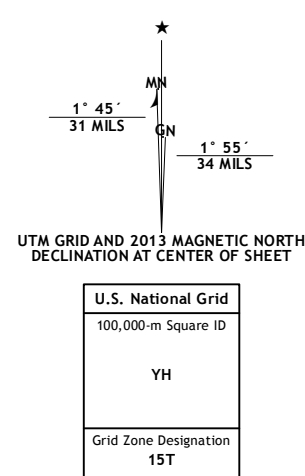 ★
MN
1° 45´
31 MILS
GN
1° 55´
34 MILS
UTM GRID AND 2013 MAGNETIC NORTH
DECLINATION AT CENTER OF SHEET
U.S. National Grid
100,000-m Square ID
YH
Grid Zone Designation
15T